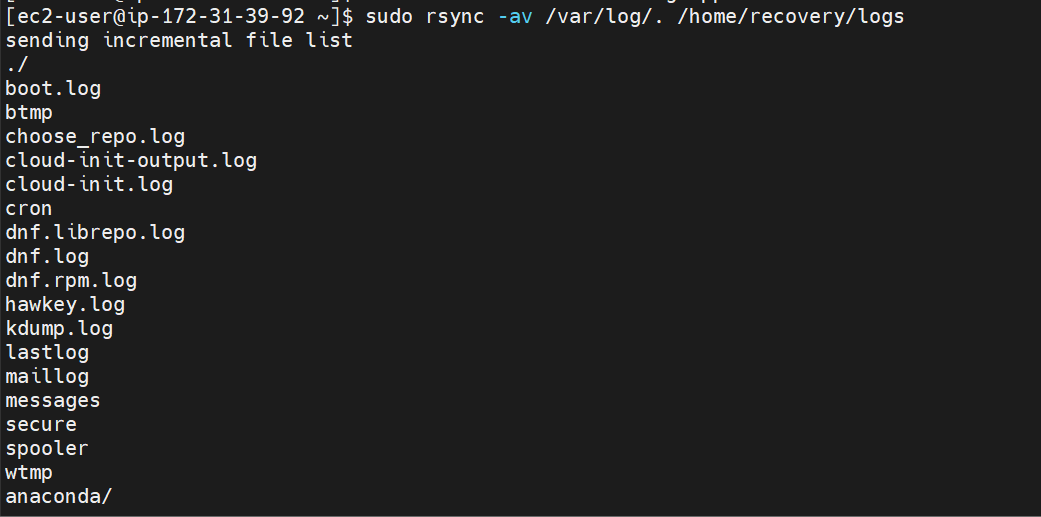 [ec2-user@ip-172-31-39-92 ~]$ sudo rsync -av /var/log/. /home/recovery/logs
sending incremental file list
./
boot.log
btmp
choose_repo.log
cloud-init-output.log
cloud-init.log
cron
dnf.librepo.log
dnf.log
dnf.rpm.log
hawkey.log
kdump.log
lastlog
maillog
messages
secure
spooler
wtmp
anaconda/